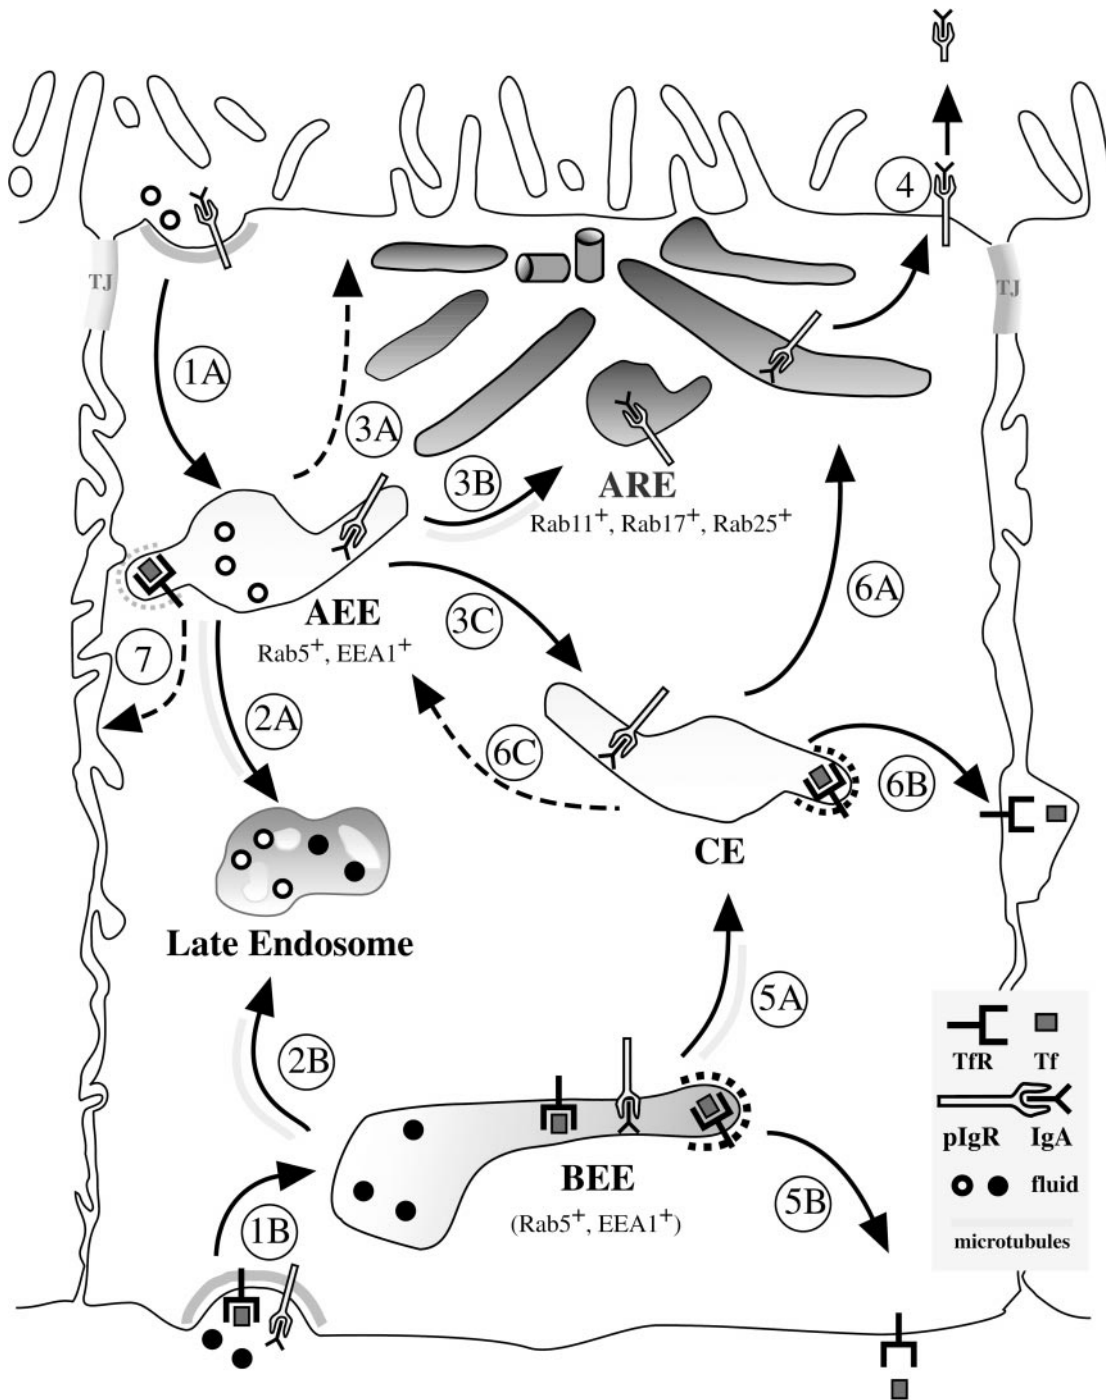 4
TJ
TJ
1A
3A
3B
ARE
Rab11⁺, Rab17⁺, Rab25⁺
6A
AEE
Rab5⁺, EEA1⁺
3C
7
2A
6C
6B
CE
Late Endosome
5A
2B
BEE
(Rab5⁺, EEA1⁺)
5B
1B
TfR Tf
pIgR IgA
fluid
microtubules